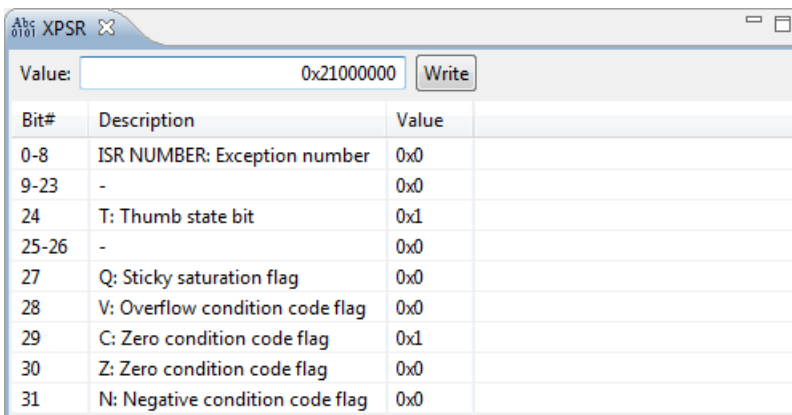 Abc 0101 XPSR
Value: 0x21000000 Write
Bit# Description Value
0-8 ISR NUMBER: Exception number 0x0
9-23 - 0x0
24 T: Thumb state bit 0x1
25-26 - 0x0
27 Q: Sticky saturation flag 0x0
28 V: Overflow condition code flag 0x0
29 C: Zero condition code flag 0x1
30 Z: Zero condition code flag 0x0
31 N: Negative condition code flag 0x0